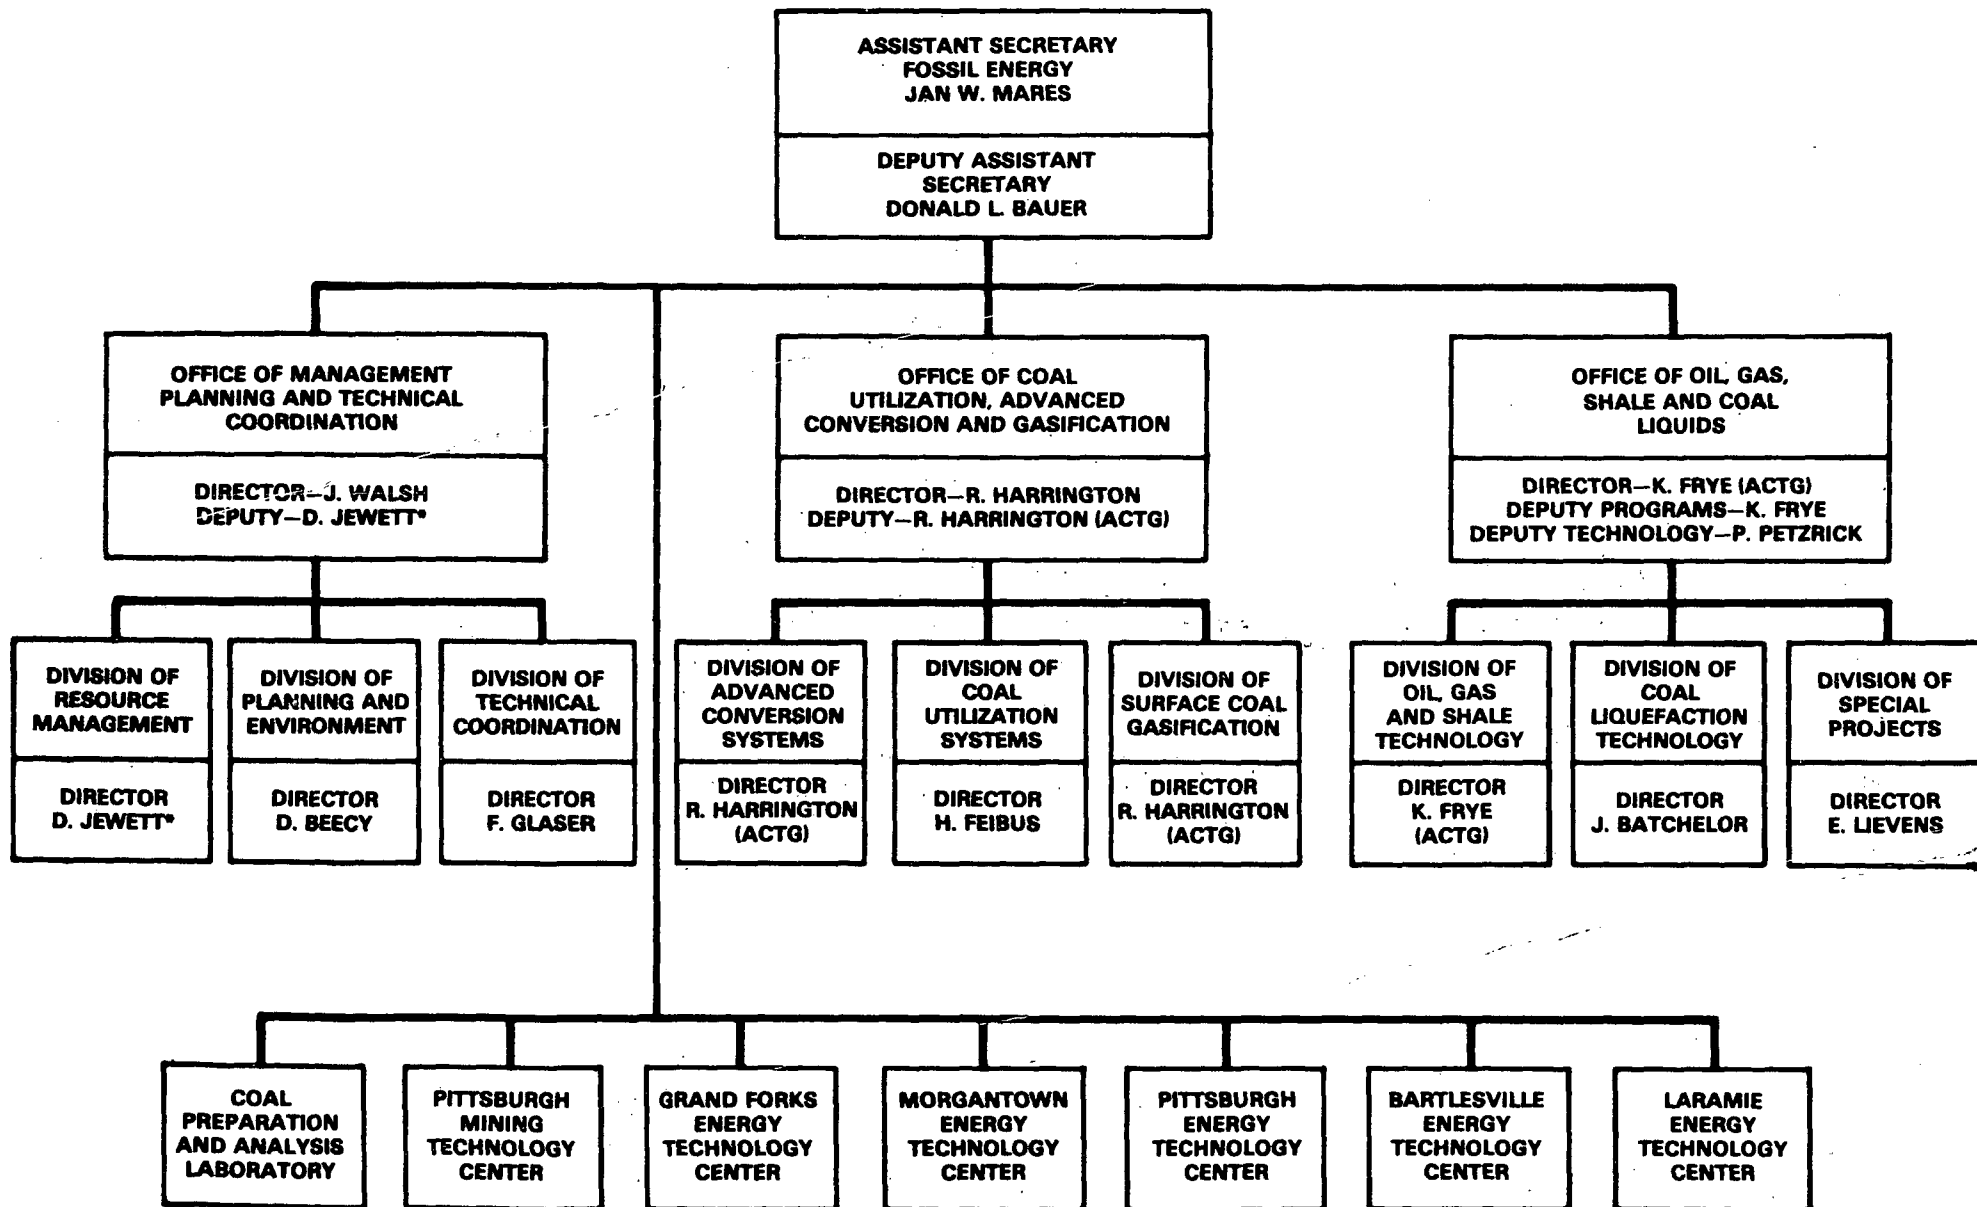 ASSISTANT SECRETARY
FOSSIL ENERGY
JAN W. MARES
DEPUTY ASSISTANT
SECRETARY
DONALD L. BAUER
OFFICE OF MANAGEMENT
PLANNING AND TECHNICAL
COORDINATION
DIRECTOR—J. WALSH
DEPUTY—D. JEWETT*
OFFICE OF COAL
UTILIZATION, ADVANCED
CONVERSION AND GASIFICATION
DIRECTOR—R. HARRINGTON
DEPUTY—R. HARRINGTON (ACTG)
OFFICE OF OIL, GAS,
SHALE AND COAL
LIQUIDS
DIRECTOR—K. FRYE (ACTG)
DEPUTY PROGRAMS—K. FRYE
DEPUTY TECHNOLOGY—P. PETZRICK
DIVISION OF
RESOURCE
MANAGEMENT
DIRECTOR
D. JEWETT*
DIVISION OF
PLANNING AND
ENVIRONMENT
DIRECTOR
D. BEECY
DIVISION OF
TECHNICAL
COORDINATION
DIRECTOR
F. GLASER
DIVISION OF
ADVANCED
CONVERSION
SYSTEMS
DIRECTOR
R. HARRINGTON
(ACTG)
DIVISION OF
COAL
UTILIZATION
SYSTEMS
DIRECTOR
H. FEIBUS
DIVISION OF
SURFACE COAL
GASIFICATION
DIRECTOR
R. HARRINGTON
(ACTG)
DIVISION OF
OIL, GAS
AND SHALE
TECHNOLOGY
DIRECTOR
K. FRYE
(ACTG)
DIVISION OF
COAL
LIQUEFACTION
TECHNOLOGY
DIRECTOR
J. BATCHELOR
DIVISION OF
SPECIAL
PROJECTS
DIRECTOR
E. LIEVENS
COAL
PREPARATION
AND ANALYSIS
LABORATORY
PITTSBURGH
MINING
TECHNOLOGY
CENTER
GRAND FORKS
ENERGY
TECHNOLOGY
CENTER
MORGANTOWN
ENERGY
TECHNOLOGY
CENTER
PITTSBURGH
ENERGY
TECHNOLOGY
CENTER
BARTLESVILLE
ENERGY
TECHNOLOGY
CENTER
LARAMIE
ENERGY
TECHNOLOGY
CENTER